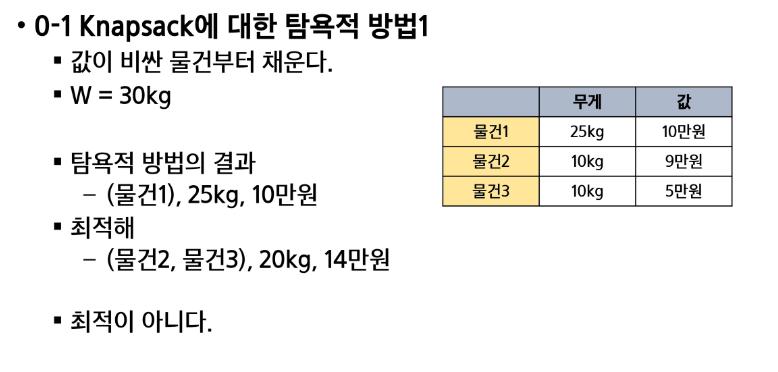 • 0-1 Knapsack에 대한 탐욕적 방법1
▪ 값이 비싼 물건부터 채운다.
▪ W = 30kg
▪ 탐욕적 방법의 결과
– (물건1), 25kg, 10만원
▪ 최적해
– (물건2, 물건3), 20kg, 14만원
▪ 최적이 아니다.
무게 값
물건1 25kg 10만원
물건2 10kg 9만원
물건3 10kg 5만원